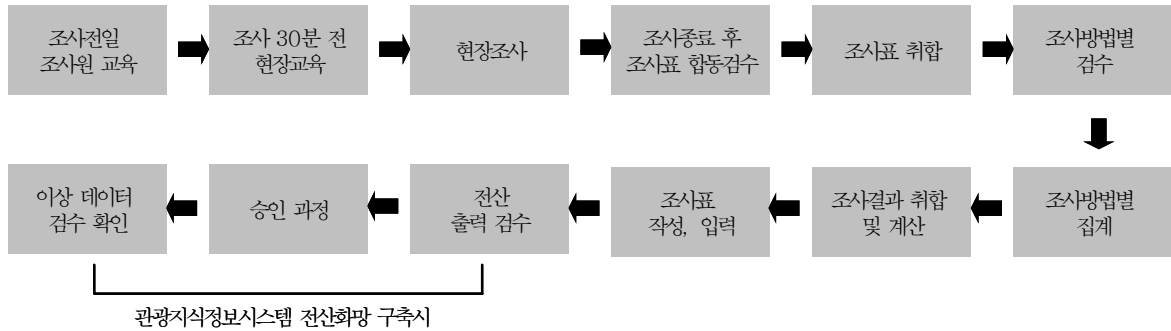 조사전일
조사원 교육
조사 30분 전
현장교육
현장조사
조사종료 후
조사표 합동검수
조사표 취합
조사방법별
검수
조사방법별
집계
조사결과 취합
및 계산
조사표
작성, 입력
전산
출력 검수
승인 과정
이상 데이터
검수 확인
관광지식정보시스템 전산화망 구축시